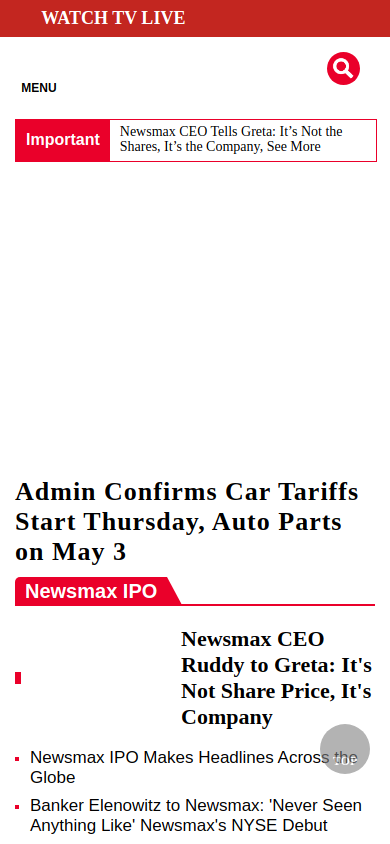 WATCH TV LIVE
MENU
Important
Newsmax CEO Tells Greta: It’s Not the
Shares, It’s the Company, See More
Admin Confirms Car Tariffs
Start Thursday, Auto Parts
on May 3
Newsmax IPO
Newsmax CEO
Ruddy to Greta: It's
Not Share Price, It's
Company
TOP
Newsmax IPO Makes Headlines Across the
Globe
Banker Elenowitz to Newsmax: 'Never Seen
Anything Like' Newsmax's NYSE Debut